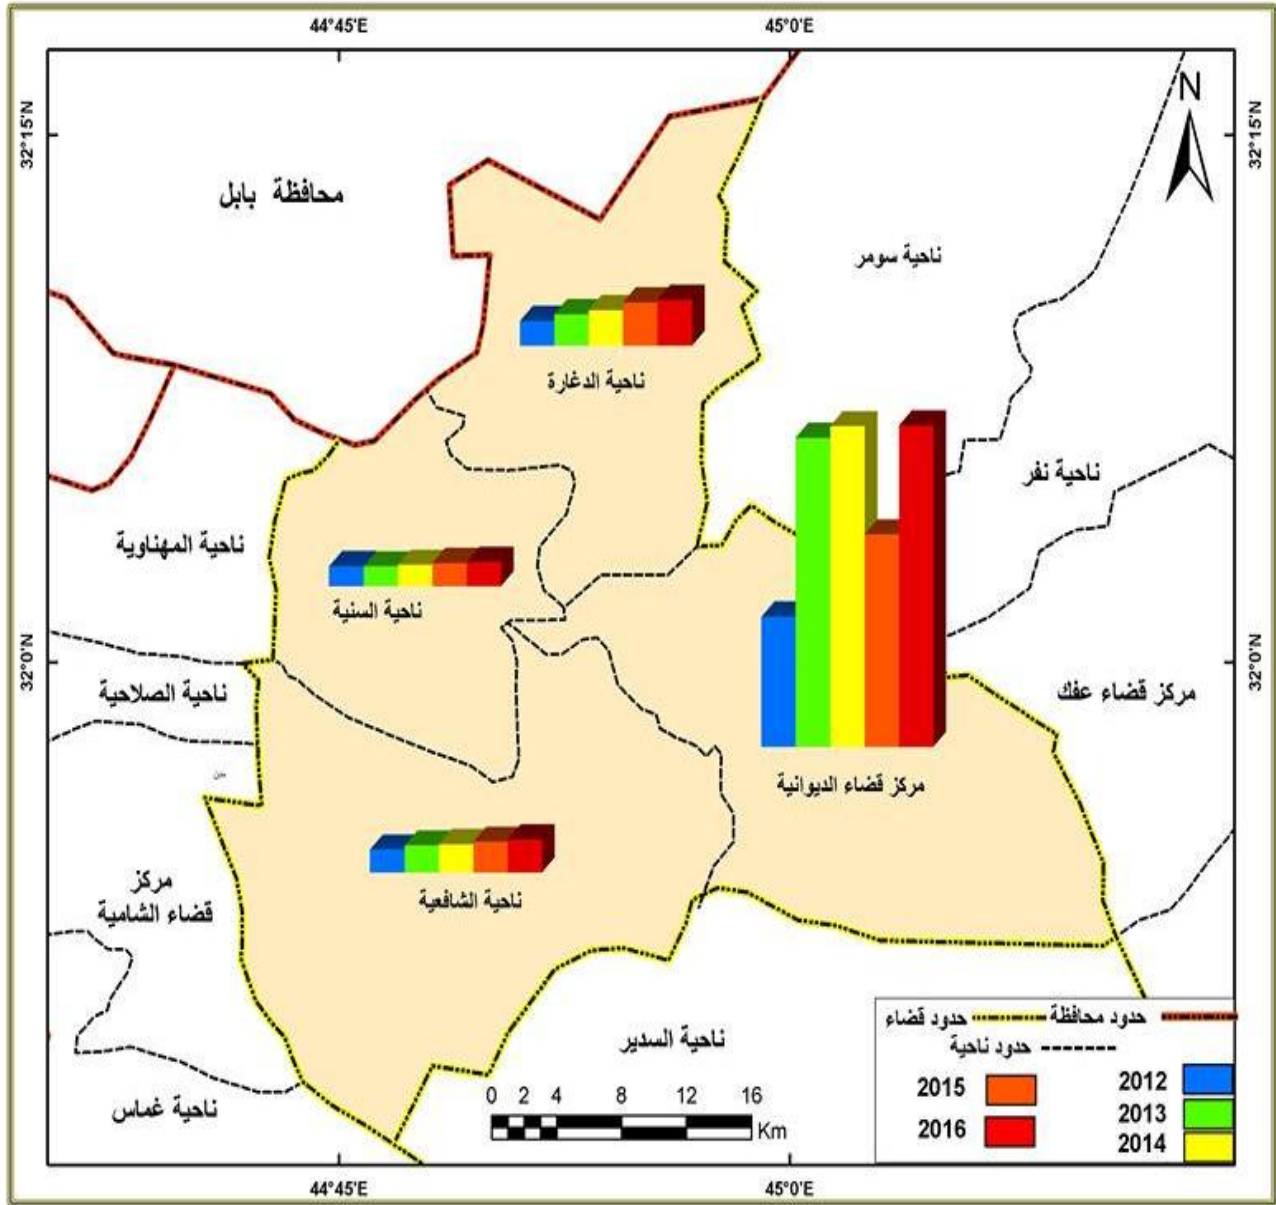 44°45'E
45°0'E
32°15'N
32°15'N
N
محافظة بابل
ناحية سومر
ناحية الدغارة
ناحية نفر
ناحية المهناوية
ناحية السنية
32°0'N
32°0'N
ناحية الصلاحية
مركز قضاء عفك
مركز قضاء الديوانية
ناحية الشافعية
مركز
قضاء الشامية
ناحية السدير
ناحية غماس
حدود محافظة
حدود قضاء
حدود ناحية
2012
2015
2013
2016
2014
0 2 4 8 12 16
Km
44°45'E
45°0'E